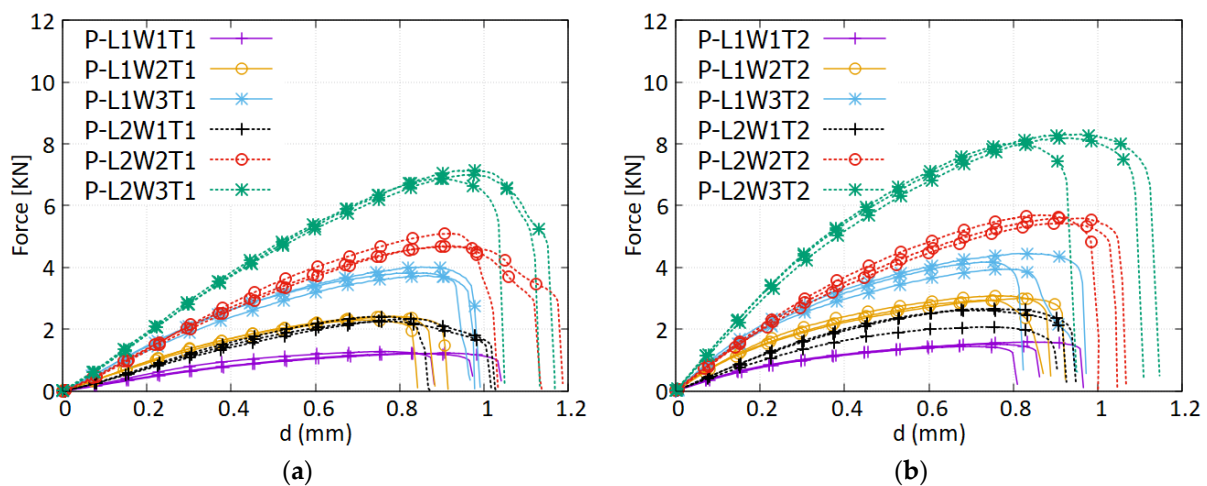 12
10
8
6
4
2
0
Force [KN]
P-L1W1T1
P-L1W2T1
P-L1W3T1
P-L2W1T1
P-L2W2T1
P-L2W3T1
0 0.2 0.4 0.6 0.8 1 1.2
d (mm)
(a)
12
10
8
6
4
2
0
Force [KN]
P-L1W1T2
P-L1W2T2
P-L1W3T2
P-L2W1T2
P-L2W2T2
P-L2W3T2
0 0.2 0.4 0.6 0.8 1 1.2
d (mm)
(b)